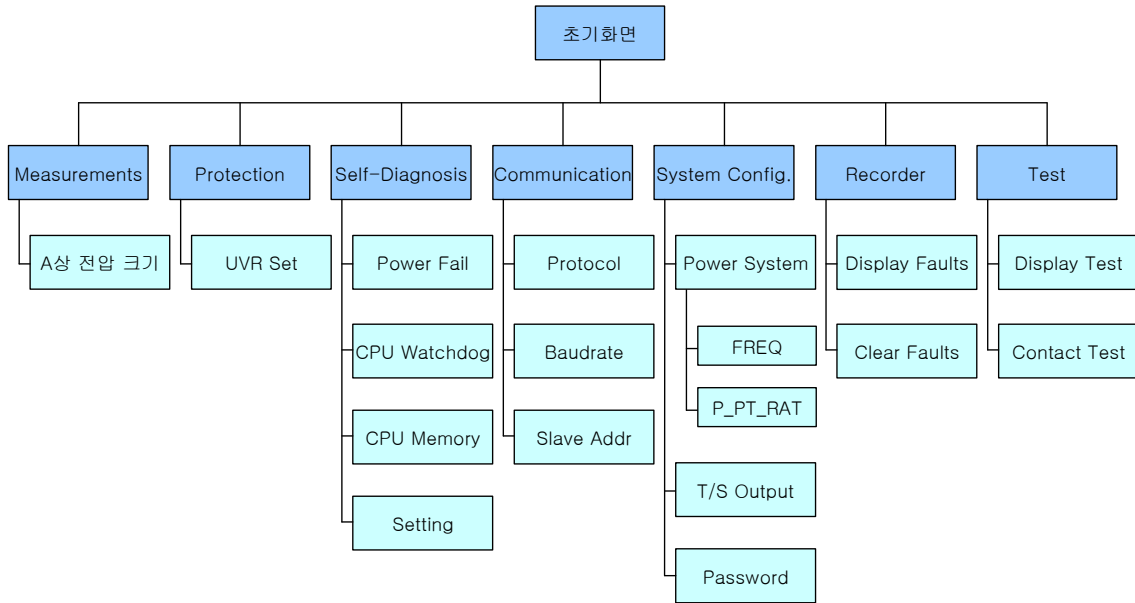 초기화면
Measurements
Protection
Self-Diagnosis
Communication
System Config.
Recorder
Test
A상 전압 크기
UVR Set
Power Fail
Protocol
Power System
Display Faults
Display Test
CPU Watchdog
Baudrate
FREQ
Clear Faults
Contact Test
P_PT_RAT
CPU Memory
Slave Addr
T/S Output
Setting
Password